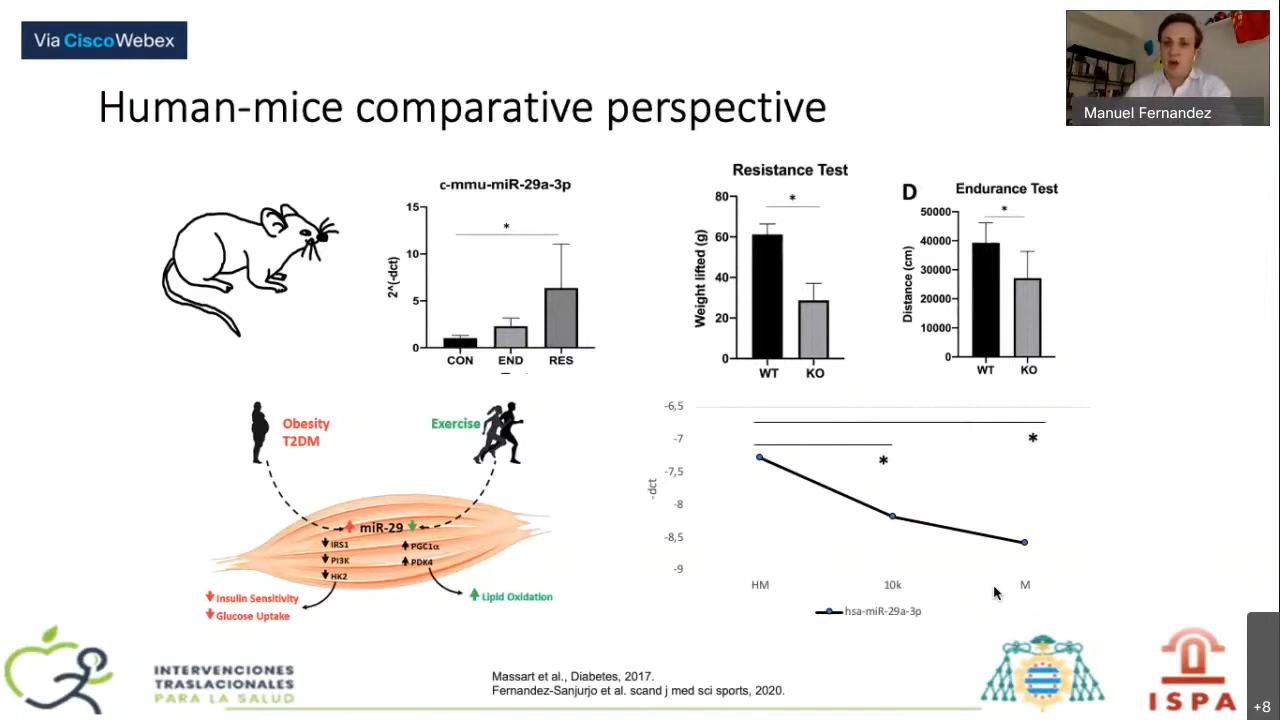 Via CiscoWebex
Manuel Fernandez
Human-mice comparative perspective
c-mmu-miR-29a-3p
15
10
5
0
2^(-dct)
*
CON
END
RES
Resistance Test
80
60
40
20
0
Weight lifted (g)
*
WT
KO
D
Endurance Test
50000
40000
30000
20000
10000
0
Distance (cm)
*
WT
KO
Obesity
T2DM
Exercise
miR-29
IRS1
PI3K
HK2
PGC1α
PDK4
Insulin Sensitivity
Glucose Uptake
Lipid Oxidation
-6,5
-7
-7,5
-8
-8,5
-9
-dct
*
*
HM
10k
M
hsa-miR-29a-3p
INTERVENCIONES
TRASLACIONALES
PARA LA SALUD
Massart et al., Diabetes, 2017.
Fernandez-Sanjurjo et al. scand j med sci sports, 2020.
ISPA
+8